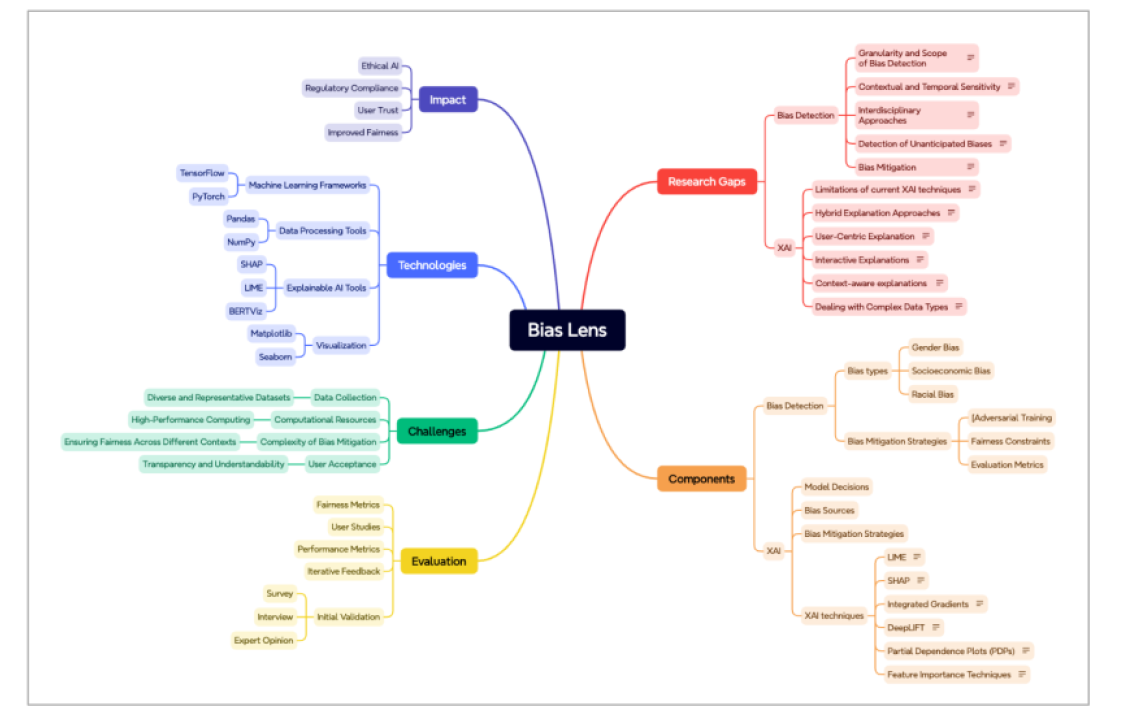 Bias Lens
Impact
Ethical AI
Regulatory Compliance
User Trust
Improved Fairness
Technologies
Machine Learning Frameworks
TensorFlow
PyTorch
Data Processing Tools
Pandas
NumPy
Explainable AI Tools
SHAP
LIME
BERTViz
Visualization
Matplotlib
Seaborn
Challenges
Data Collection
Diverse and Representative Datasets
Computational Resources
High-Performance Computing
Complexity of Bias Mitigation
Ensuring Fairness Across Different Contexts
User Acceptance
Transparency and Understandability
Evaluation
Fairness Metrics
User Studies
Performance Metrics
Iterative Feedback
Initial Validation
Survey
Interview
Expert Opinion
Research Gaps
Bias Detection
Granularity and Scope
of Bias Detection
Contextual and Temporal Sensitivity
Interdisciplinary
Approaches
Detection of Unanticipated Biases
Bias Mitigation
XAI
Limitations of current XAI techniques
Hybrid Explanation Approaches
User-Centric Explanation
Interactive Explanations
Context-aware explanations
Dealing with Complex Data Types
Components
Bias Detection
Bias types
Gender Bias
Socioeconomic Bias
Racial Bias
Bias Mitigation Strategies
[Adversarial Training
Fairness Constraints
Evaluation Metrics
XAI
Model Decisions
Bias Sources
Bias Mitigation Strategies
XAI techniques
LIME
SHAP
Integrated Gradients
DeepLIFT
Partial Dependence Plots (PDPs)
Feature Importance Techniques